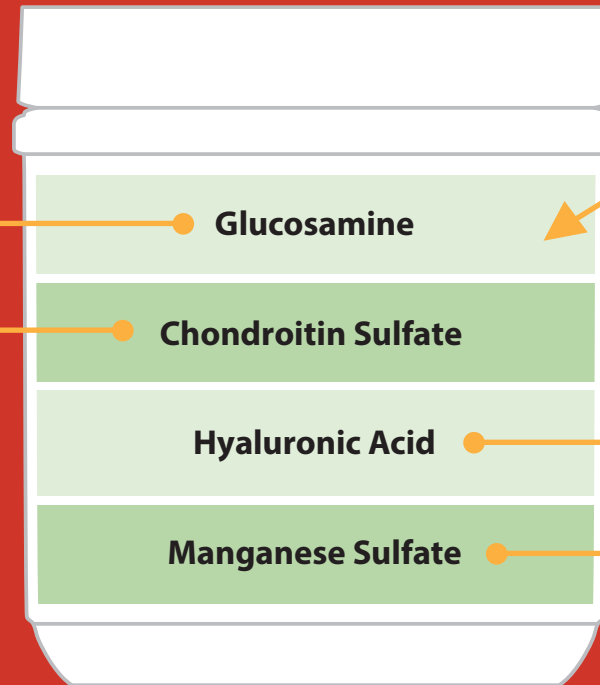 Glucosamine
Chondroitin Sulfate
Hyaluronic Acid
Manganese Sulfate